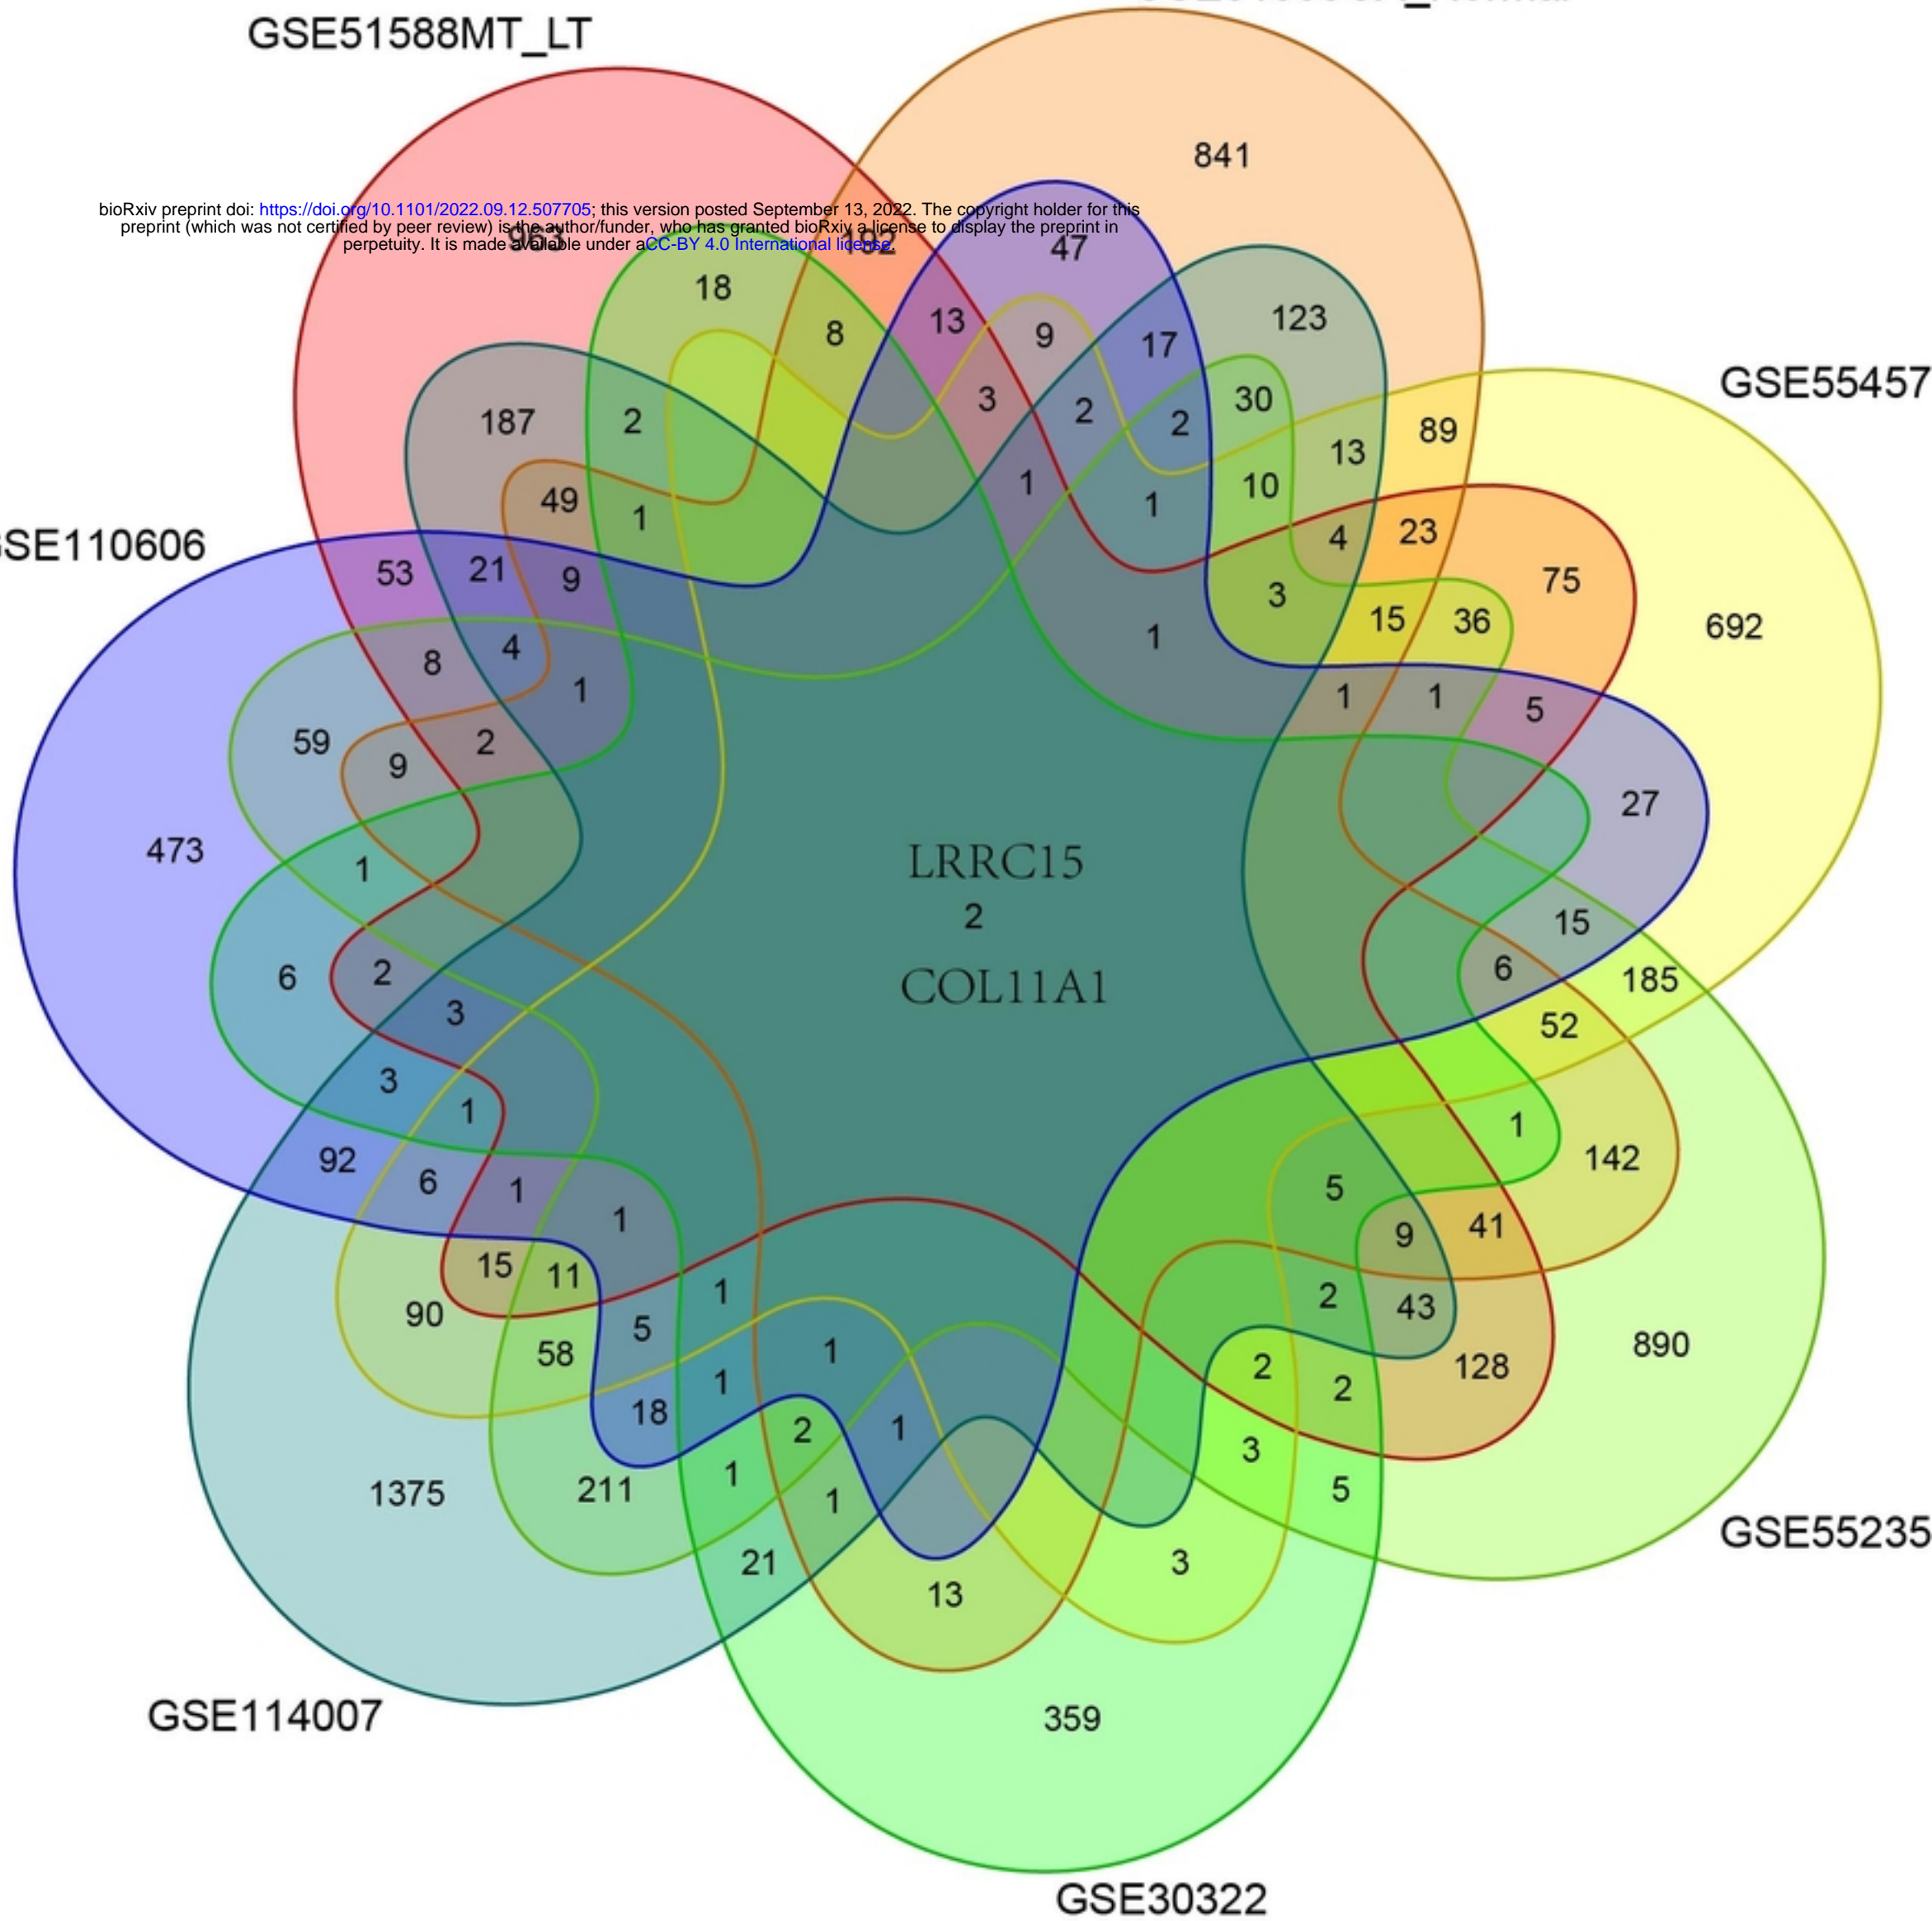 GSE51588MT_LT
841
bioRxiv preprint doi: https://doi.org/10.1101/2022.09.12.507705; this version posted September 13, 2022. The copyright holder for this
preprint (which was not certified by peer review) is the author/funder, who has granted bioRxiv a license to display the preprint in
perpetuity. It is made available under aCC-BY 4.0 International license.
963 192 47
18
13 123
8 9 17
GSE55457
3 30
187 2 2 2 89
13
1 10
49 1 1
4 23
GSE110606
53 21 9 75
3
15 36 692
8 4 1
1 1 1 5
59 2
9
27
473 1 LRRC15
2 15
6 2 COL11A1 6 185
3 52
3
1 1
92 142
6 1 5
1 9 41
15 11 1 2 43
90 5
58 1 2 128 890
1 2
18 2 1
3
1375 211 1 1 5
GSE55235
21 3
13
GSE114007
359
GSE30322